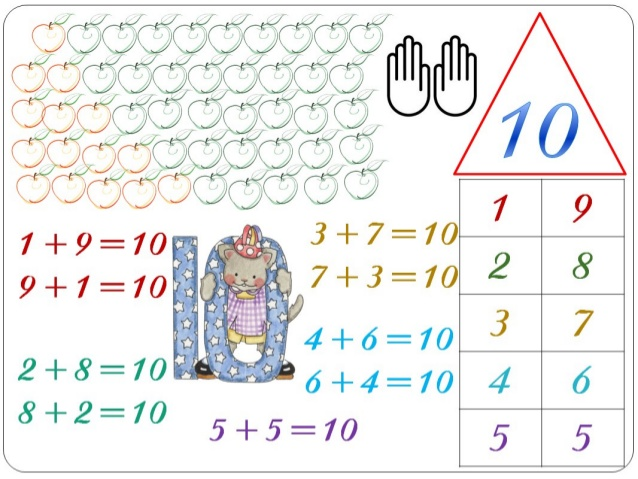 10
1 9
2 8
3 7
4 6
5 5
1 + 9 = 10
9 + 1 = 10
2 + 8 = 10
8 + 2 = 10
10
3 + 7 = 10
7 + 3 = 10
4 + 6 = 10
6 + 4 = 10
5 + 5 = 10